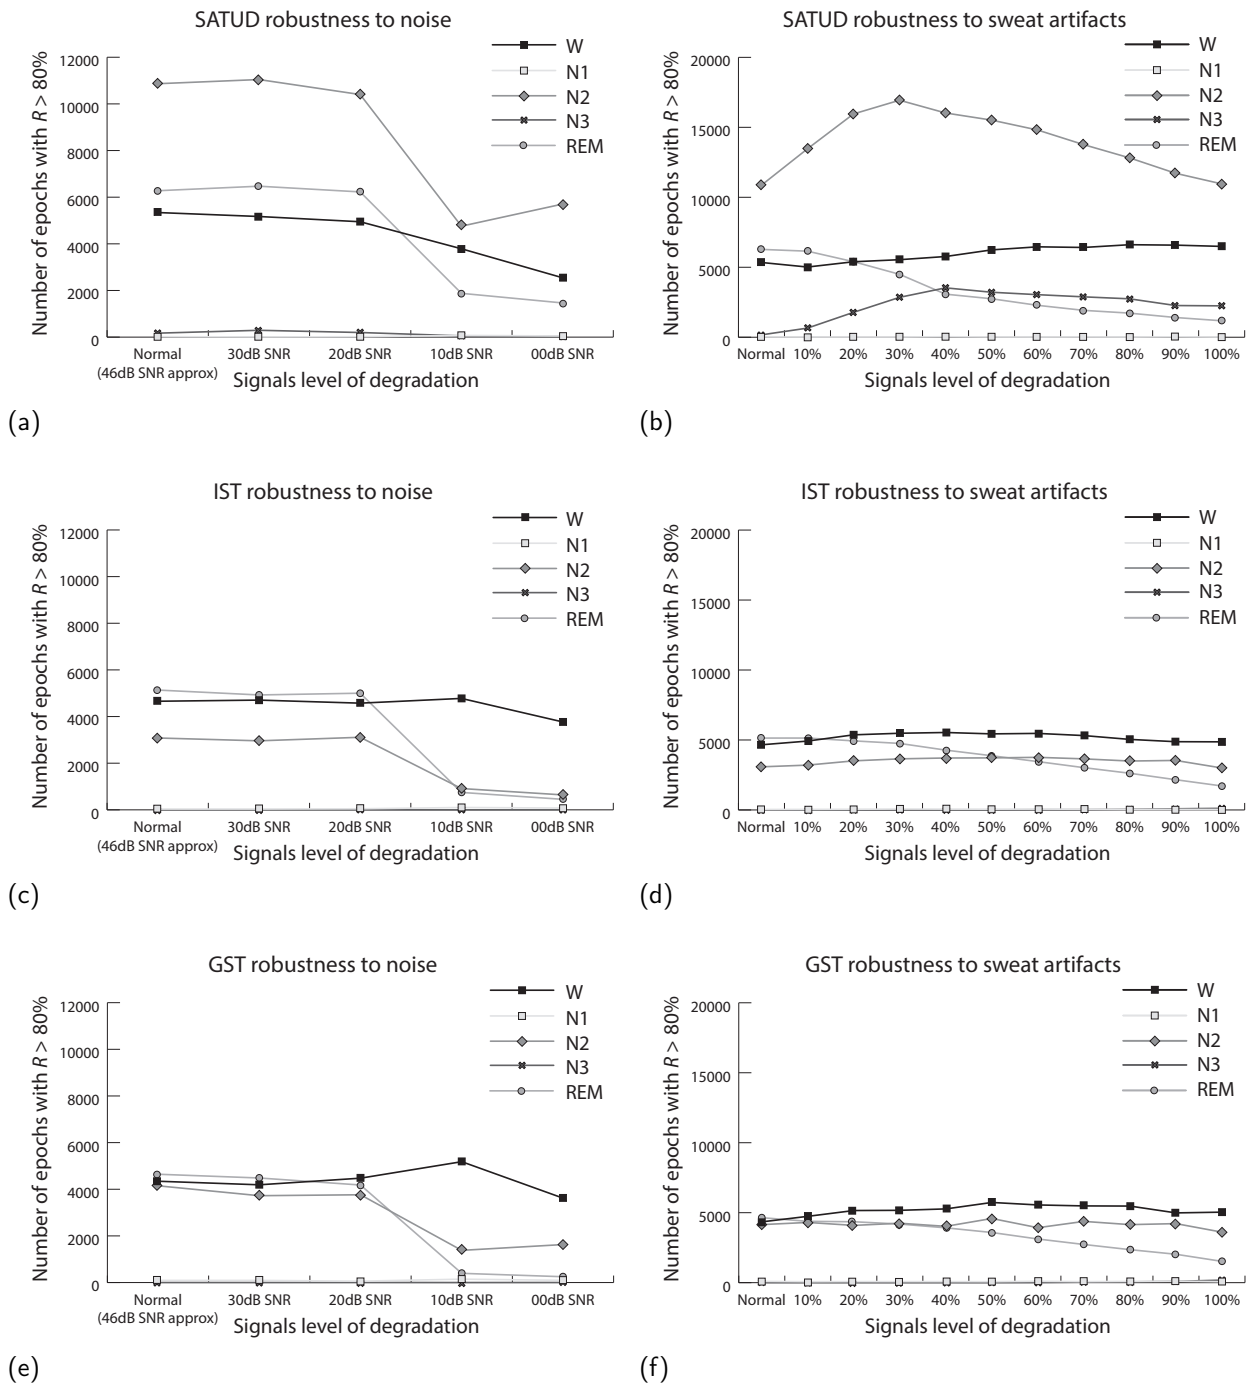 SATUD robustness to noise
Number of epochs with R > 80%
12000
10000
8000
6000
4000
2000
0
W
N1
N2
N3
REM
Normal 30dB SNR 20dB SNR 10dB SNR 00dB SNR
(46dB SNR approx)
Signals level of degradation
(a)
SATUD robustness to sweat artifacts
Number of epochs with R > 80%
20000
15000
10000
5000
0
W
N1
N2
N3
REM
Normal 10% 20% 30% 40% 50% 60% 70% 80% 90% 100%
Signals level of degradation
(b)
IST robustness to noise
Number of epochs with R > 80%
12000
10000
8000
6000
4000
2000
0
W
N1
N2
N3
REM
Normal 30dB SNR 20dB SNR 10dB SNR 00dB SNR
(46dB SNR approx)
Signals level of degradation
(c)
IST robustness to sweat artifacts
Number of epochs with R > 80%
20000
15000
10000
5000
0
W
N1
N2
N3
REM
Normal 10% 20% 30% 40% 50% 60% 70% 80% 90% 100%
Signals level of degradation
(d)
GST robustness to noise
Number of epochs with R > 80%
12000
10000
8000
6000
4000
2000
0
W
N1
N2
N3
REM
Normal 30dB SNR 20dB SNR 10dB SNR 00dB SNR
(46dB SNR approx)
Signals level of degradation
(e)
GST robustness to sweat artifacts
Number of epochs with R > 80%
20000
15000
10000
5000
0
W
N1
N2
N3
REM
Normal 10% 20% 30% 40% 50% 60% 70% 80% 90% 100%
Signals level of degradation
(f)